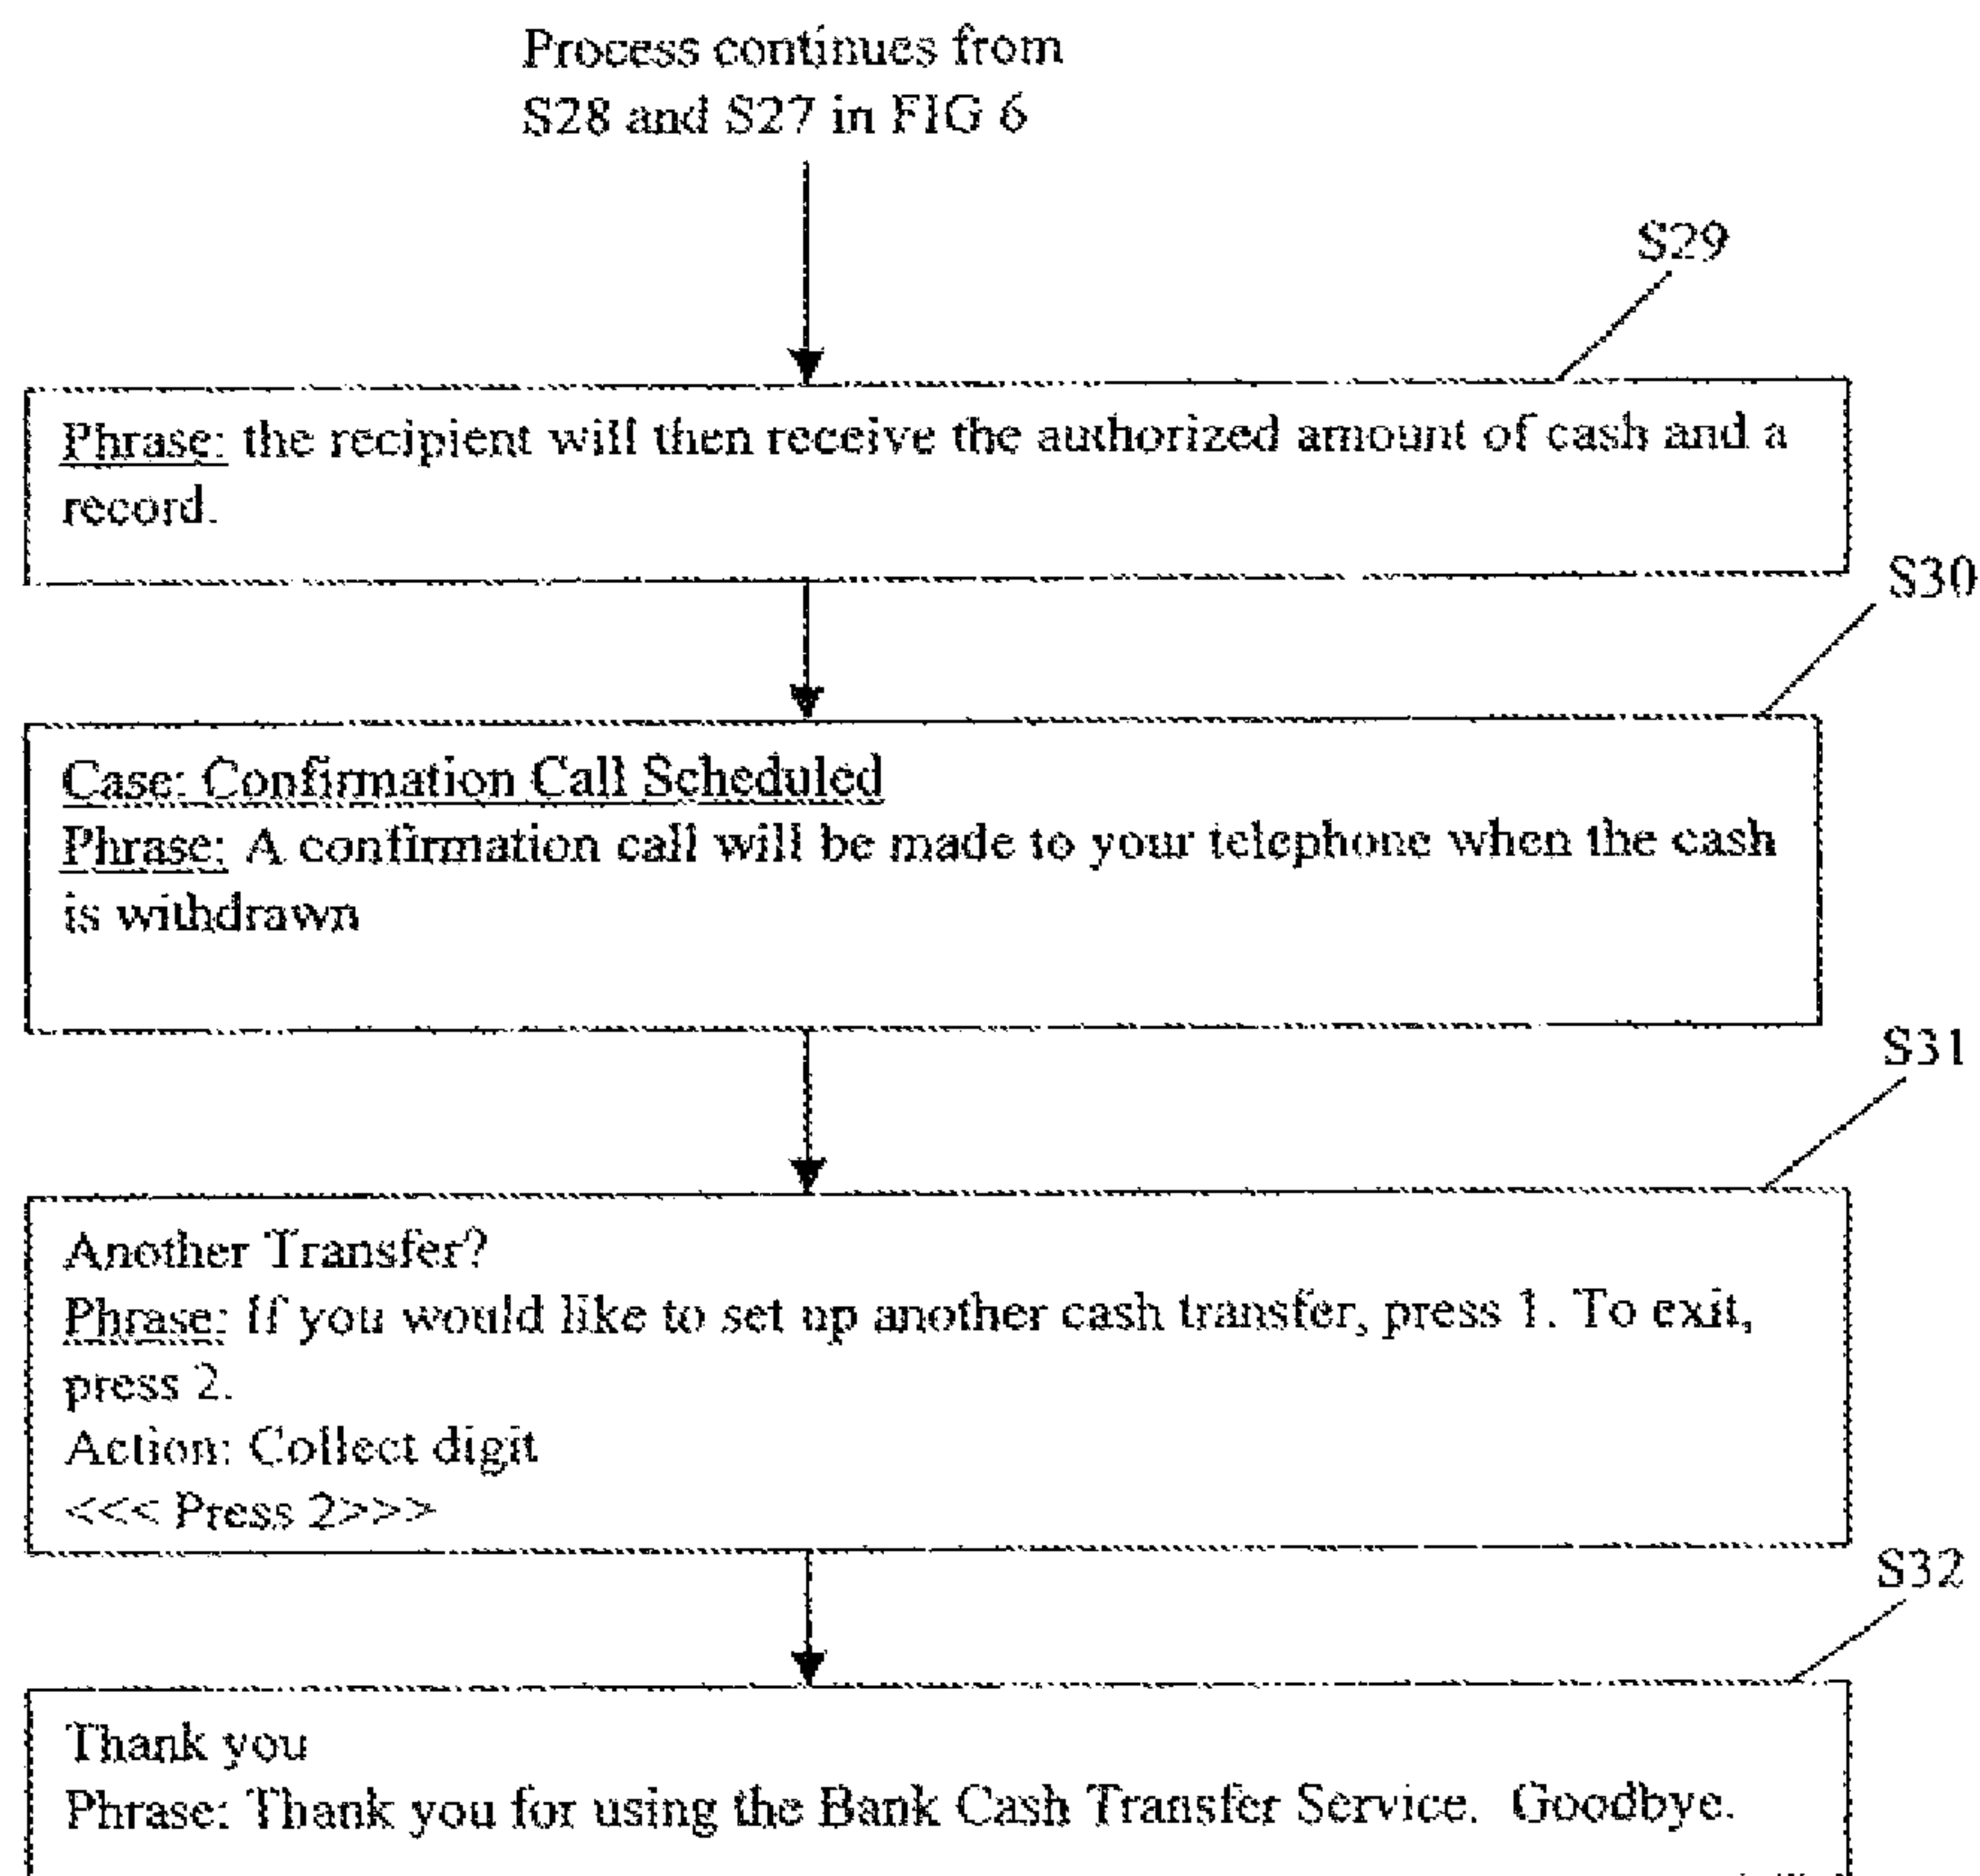 Process continues from
S28 and S27 in FIG 6
S29
Phrase: the recipient will then receive the authorized amount of cash and a
record.
S30
Case: Confirmation Call Scheduled
Phrase: A confirmation call will be made to your telephone when the cash
is withdrawn
S31
Another Transfer?
Phrase: If you would like to set up another cash transfer, press 1. To exit,
press 2.
Action: Collect digit
<<< Press 2>>>
S32
Thank you
Phrase: Thank you for using the Bank Cash Transfer Service. Goodbye.